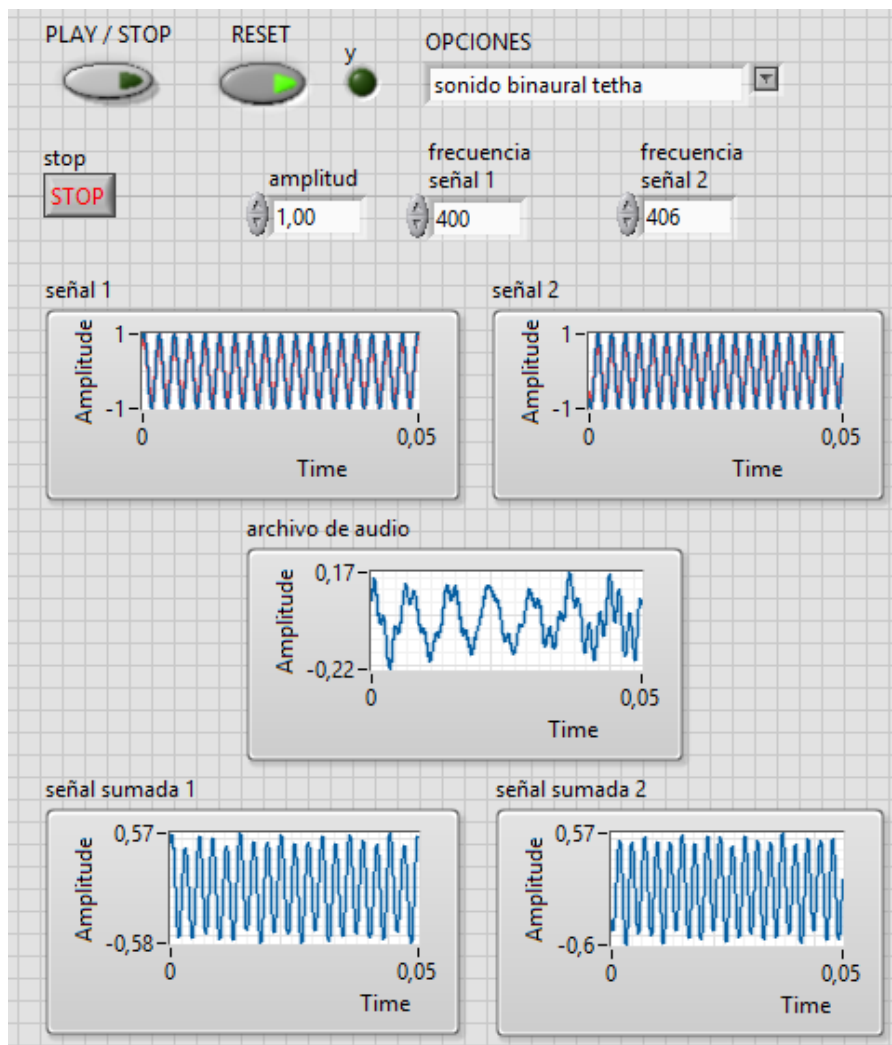 PLAY / STOP
RESET
y
OPCIONES
sonido binaural tetha
stop
STOP
amplitud
1,00
frecuencia
señal 1
400
frecuencia
señal 2
406
señal 1
Amplitude
1
-1
0
0,05
Time
señal 2
Amplitude
1
-1
0
0,05
Time
archivo de audio
Amplitude
0,17
-0,22
0
0,05
Time
señal sumada 1
Amplitude
0,57
-0,58
0
0,05
Time
señal sumada 2
Amplitude
0,57
-0,6
0
0,05
Time